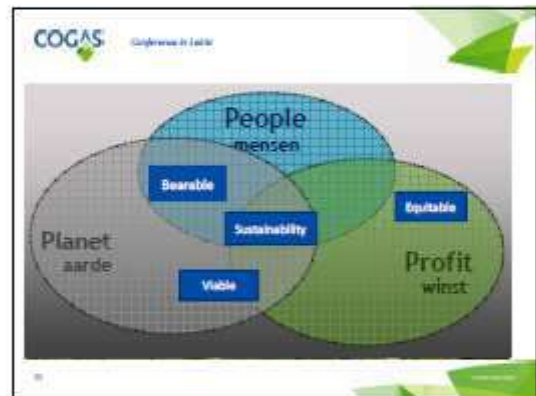 COGAS
People
mensen
Bearable
Equitable
Sustainability
Planet
aarde
Profit
winst
Viable